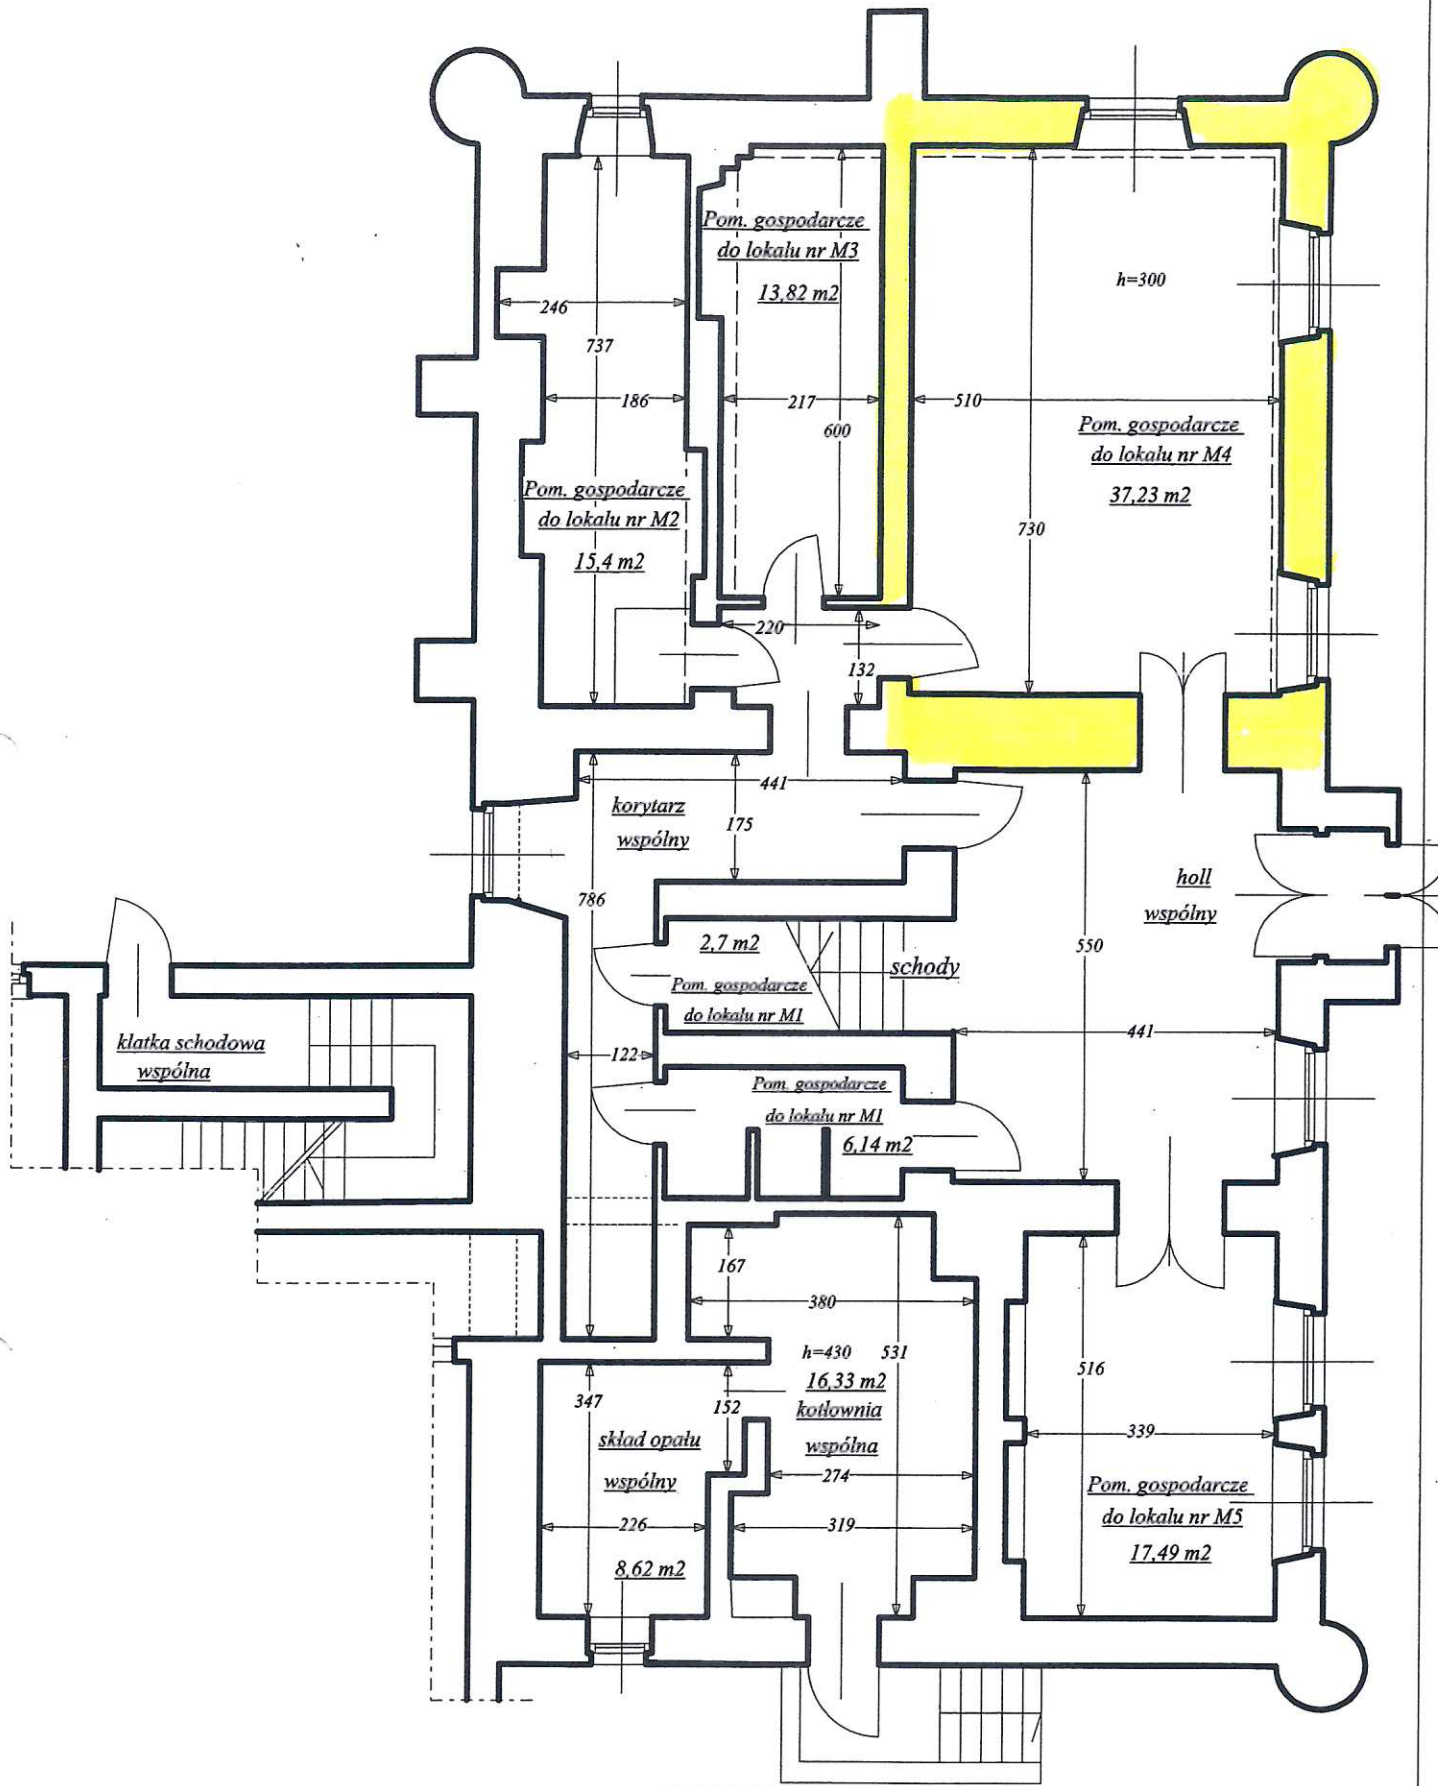 Pom. gospodarcze
do lokalu nr M3
13,82 m2
h=300
246
737
186
217
600
510
Pom. gospodarcze
do lokalu nr M4
37,23 m2
Pom. gospodarcze
do lokalu nr M2
15,4 m2
730
220
132
441
korytarz
wspólny
175
786
holl
wspólny
550
2,7 m2
schody
Pom. gospodarcze
do lokalu nr M1
klatka schodowa
wspólna
122
441
Pom. gospodarcze
do lokalu nr M1
6,14 m2
167
380
h=430
531
16,33 m2
kotłownia
wspólna
516
347
152
skład opału
wspólny
339
274
Pom. gospodarcze
do lokalu nr M5
17,49 m2
226
319
8,62 m2